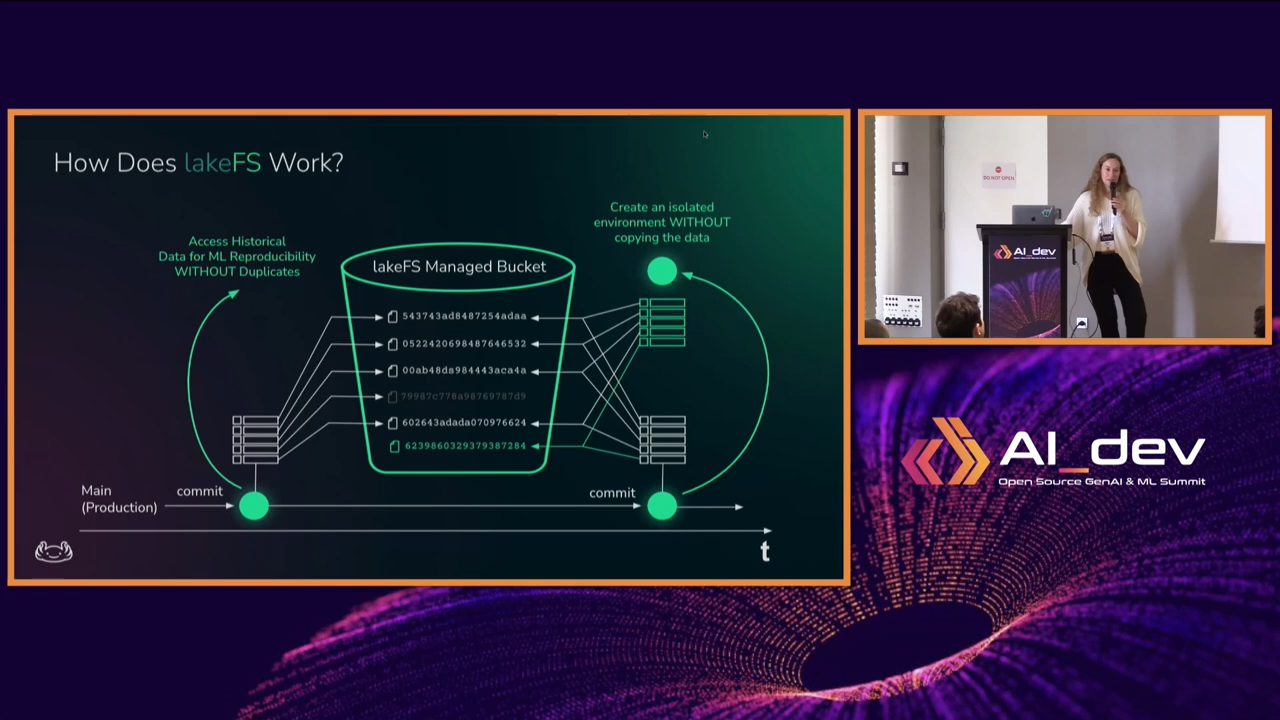 How Does lakeFS Work?
Access Historical
Data for ML Reproducibility
WITHOUT Duplicates
lakeFS Managed Bucket
543743ad8487254adaa
0522420698487646532
00ab48ds984443aca4a
79987c778a98769787d9
602643adada070976624
6239860329379387284
Create an isolated
environment WITHOUT
copying the data
Main
(Production)
commit
commit
t
DO NOT OPEN
AI_dev
AI_dev
Open Source GenAI & ML Summit